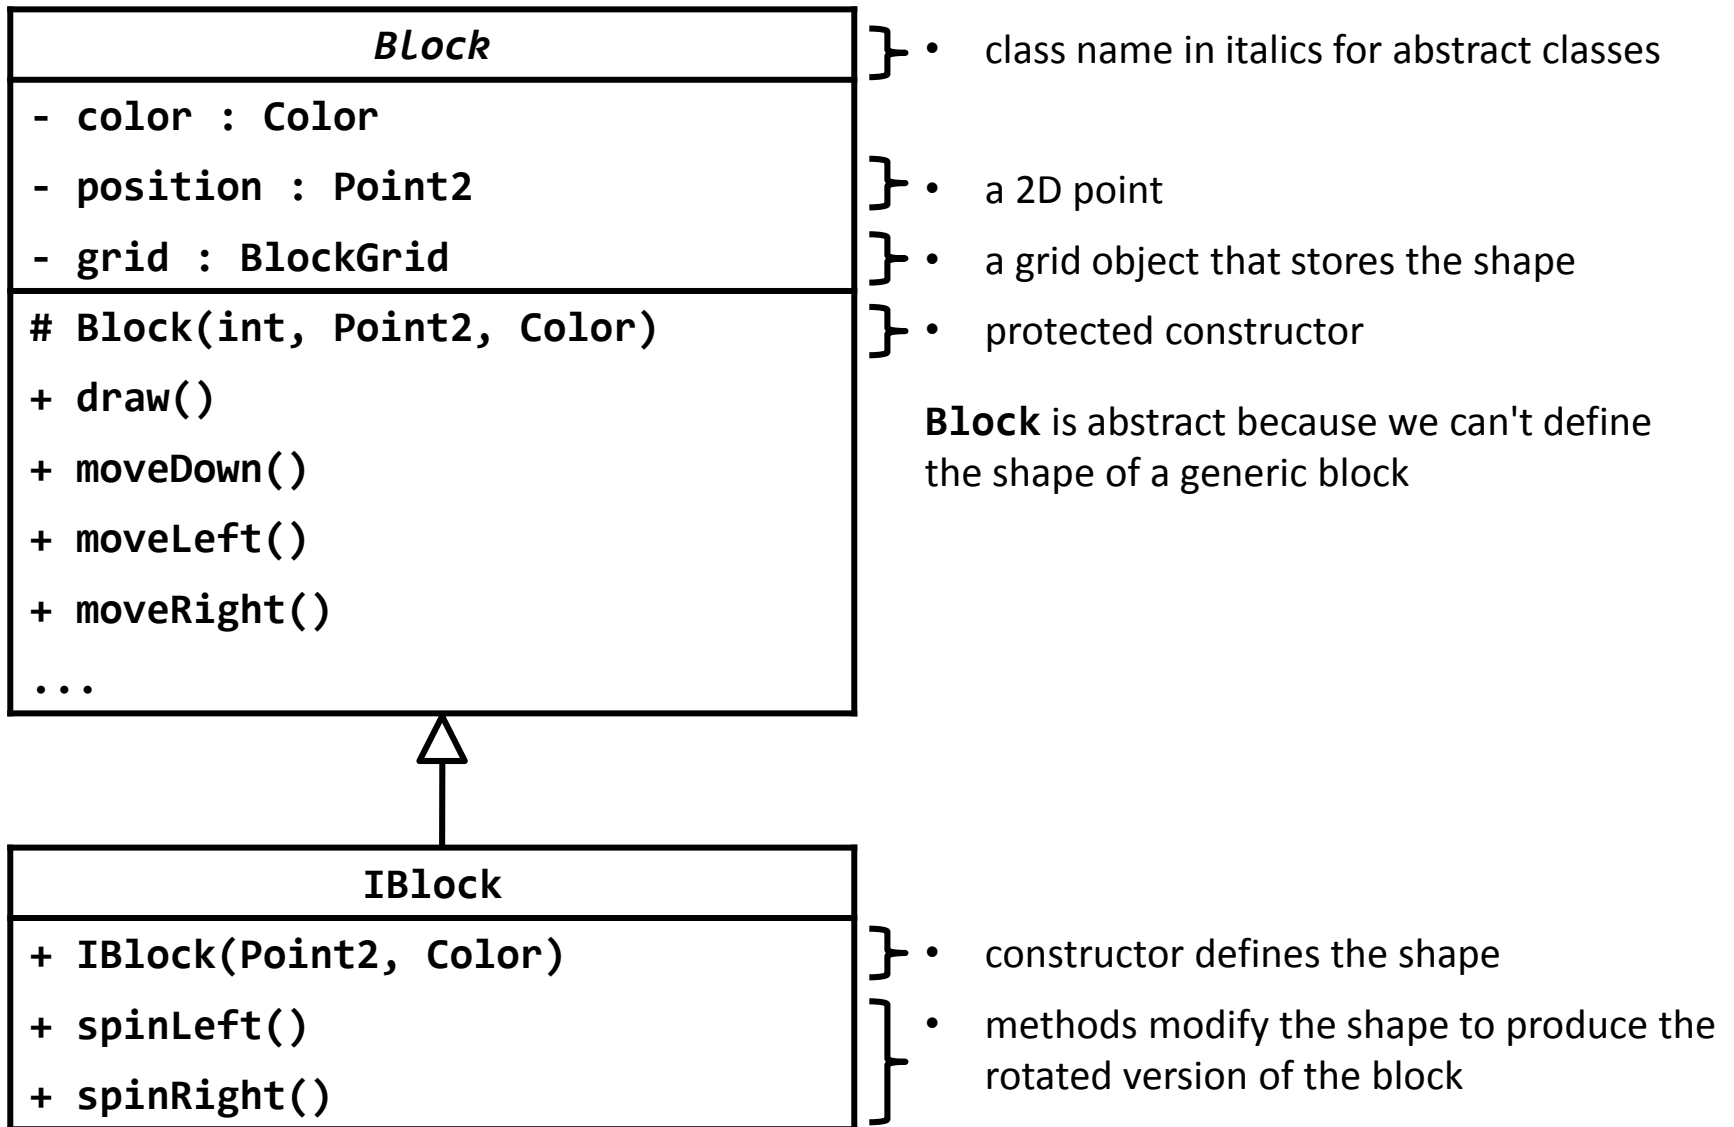 Block
class name in italics for abstract classes
- color : Color
- position : Point2
a 2D point
- grid : BlockGrid
a grid object that stores the shape
# Block(int, Point2, Color)
protected constructor
+ draw()
+ moveDown()
+ moveLeft()
+ moveRight()
...
Block is abstract because we can't define
the shape of a generic block
IBlock
+ IBlock(Point2, Color)
constructor defines the shape
+ spinLeft()
+ spinRight()
methods modify the shape to produce the
rotated version of the block